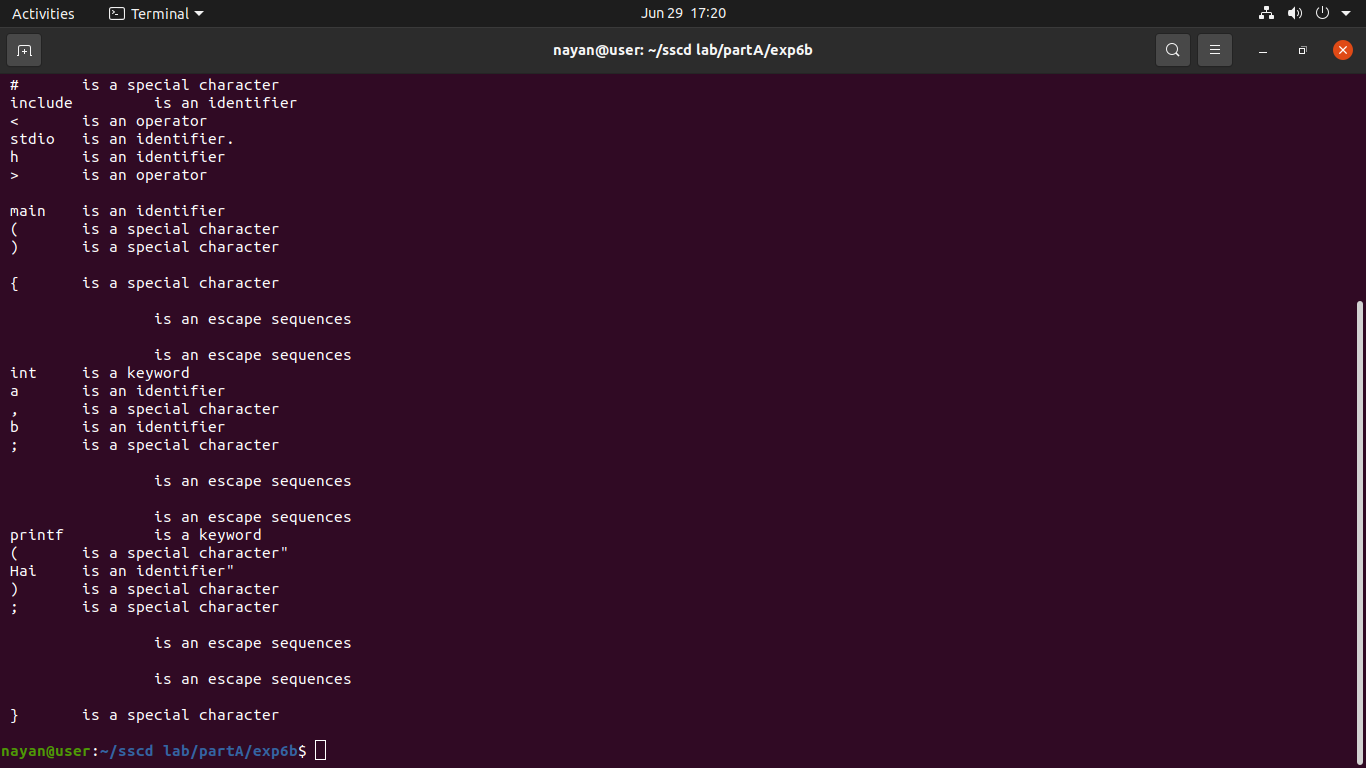 Activities Terminal Jun 29 17:20
nayan@user: ~/sscd lab/partA/exp6b
# is a special character
include is an identifier
< is an operator
stdio is an identifier.
h is an identifier
> is an operator
main is an identifier
( is a special character
) is a special character
{ is a special character
is an escape sequences
is an escape sequences
int is a keyword
a is an identifier
, is a special character
b is an identifier
; is a special character
is an escape sequences
is an escape sequences
printf is a keyword
( is a special character"
Hai is an identifier"
) is a special character
; is a special character
is an escape sequences
is an escape sequences
} is a special character
nayan@user:~/sscd lab/partA/exp6b$